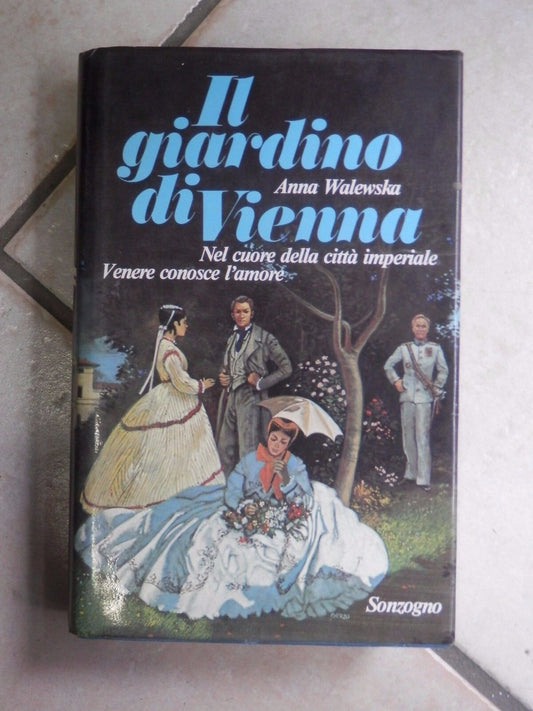 Il
giardino
di Vienna
Anna Walewska
Nel cuore della città imperiale
Venere conosce l'amore
Sonzogno